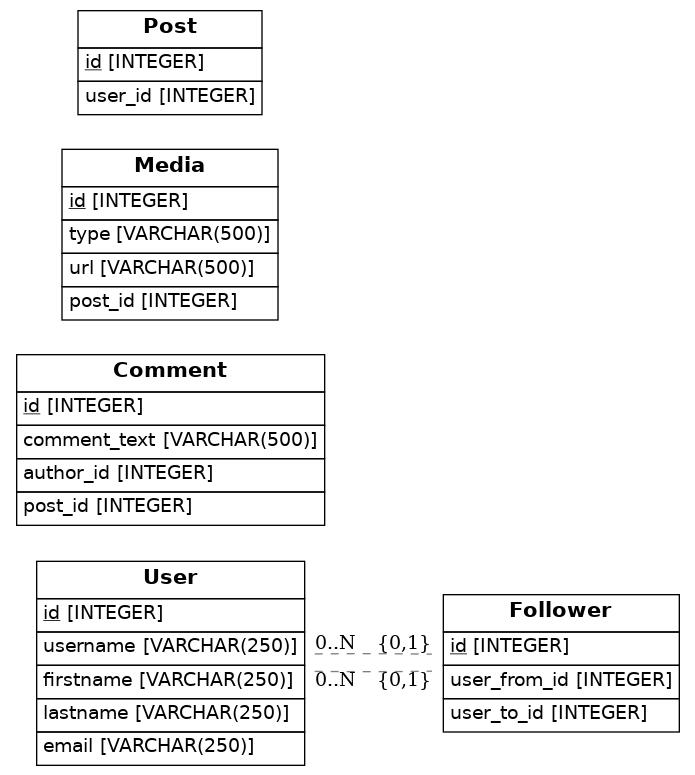 Post
id [INTEGER]
user_id [INTEGER]
Media
id [INTEGER]
type [VARCHAR(500)]
url [VARCHAR(500)]
post_id [INTEGER]
Comment
id [INTEGER]
comment_text [VARCHAR(500)]
author_id [INTEGER]
post_id [INTEGER]
User
id [INTEGER]
username [VARCHAR(250)]
firstname [VARCHAR(250)]
lastname [VARCHAR(250)]
email [VARCHAR(250)]
0..N {0,1}
0..N {0,1}
Follower
id [INTEGER]
user_from_id [INTEGER]
user_to_id [INTEGER]